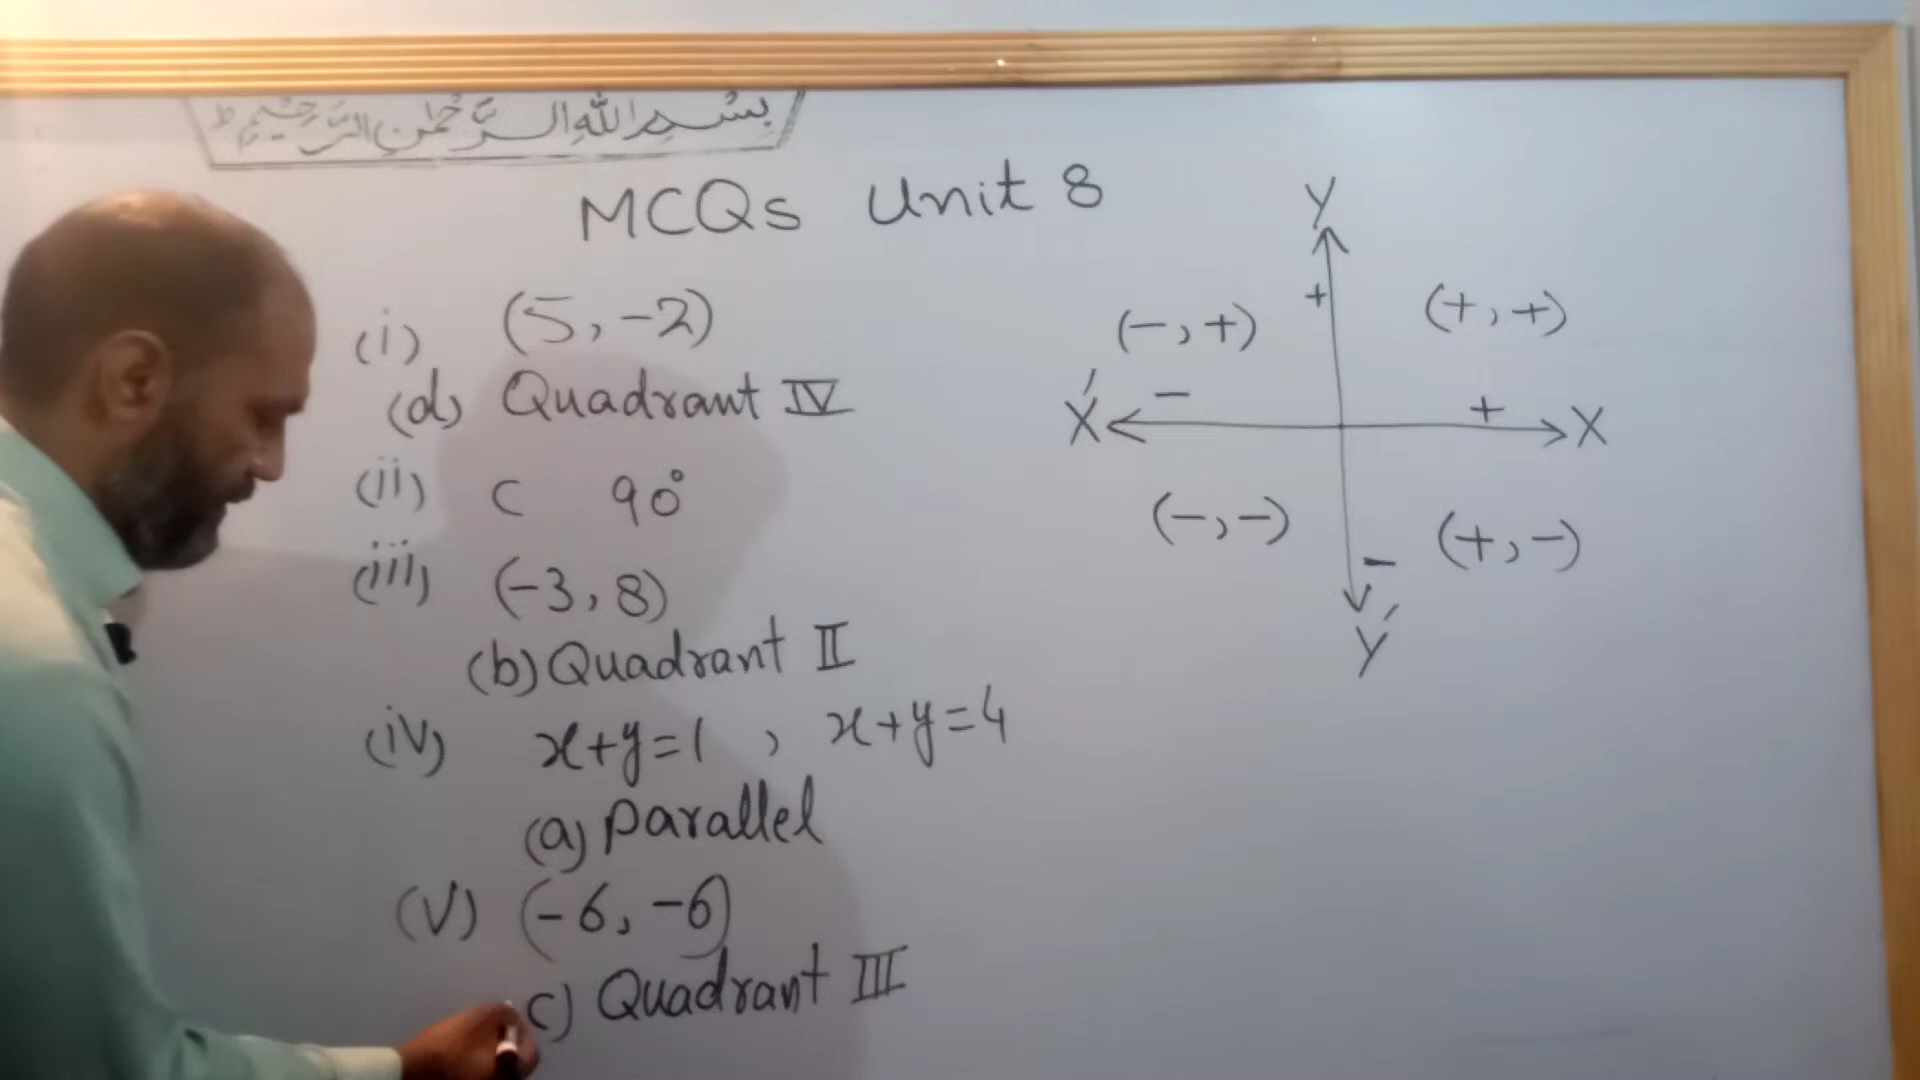 بسم الله الرحمن الرحيم ط
MCQs Unit 8
(i) (5, -2)
(d) Quadrant IV
(ii) c 90°
(iii) (-3, 8)
(b) Quadrant II
(iv) x+y=1 , x+y=4
(a) Parallel
(V) (-6, -6)
c) Quadrant III
Y
+
(-, +) (+, +)
X' - + X
(-, -) (+, -)
-
Y'